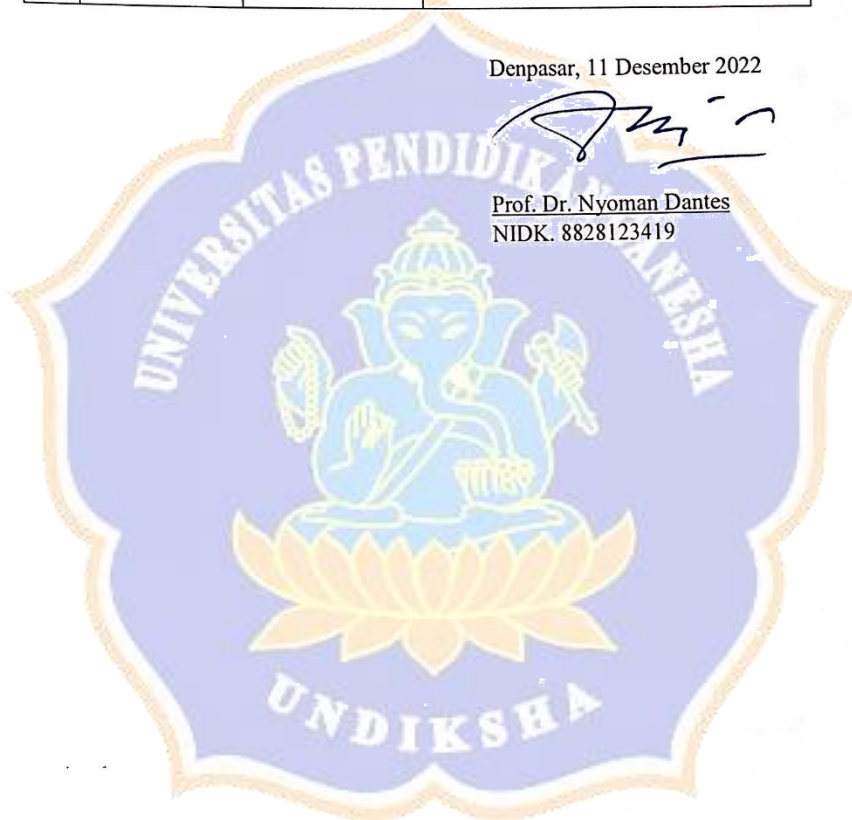 Denpasar, 11 Desember 2022
Prof. Dr. Nyoman Dantes
NIDK. 8828123419
UNIVERSITAS PENDIDIKAN GANESHA
UNDIKSHA